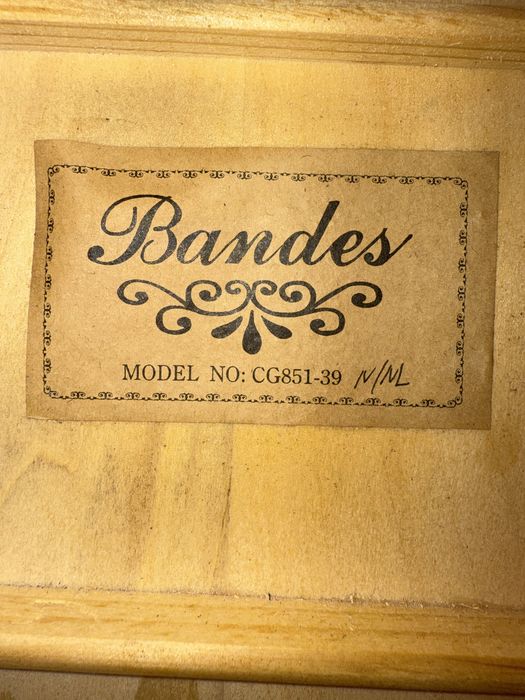 Bandes
MODEL NO: CG851-39 N/NL